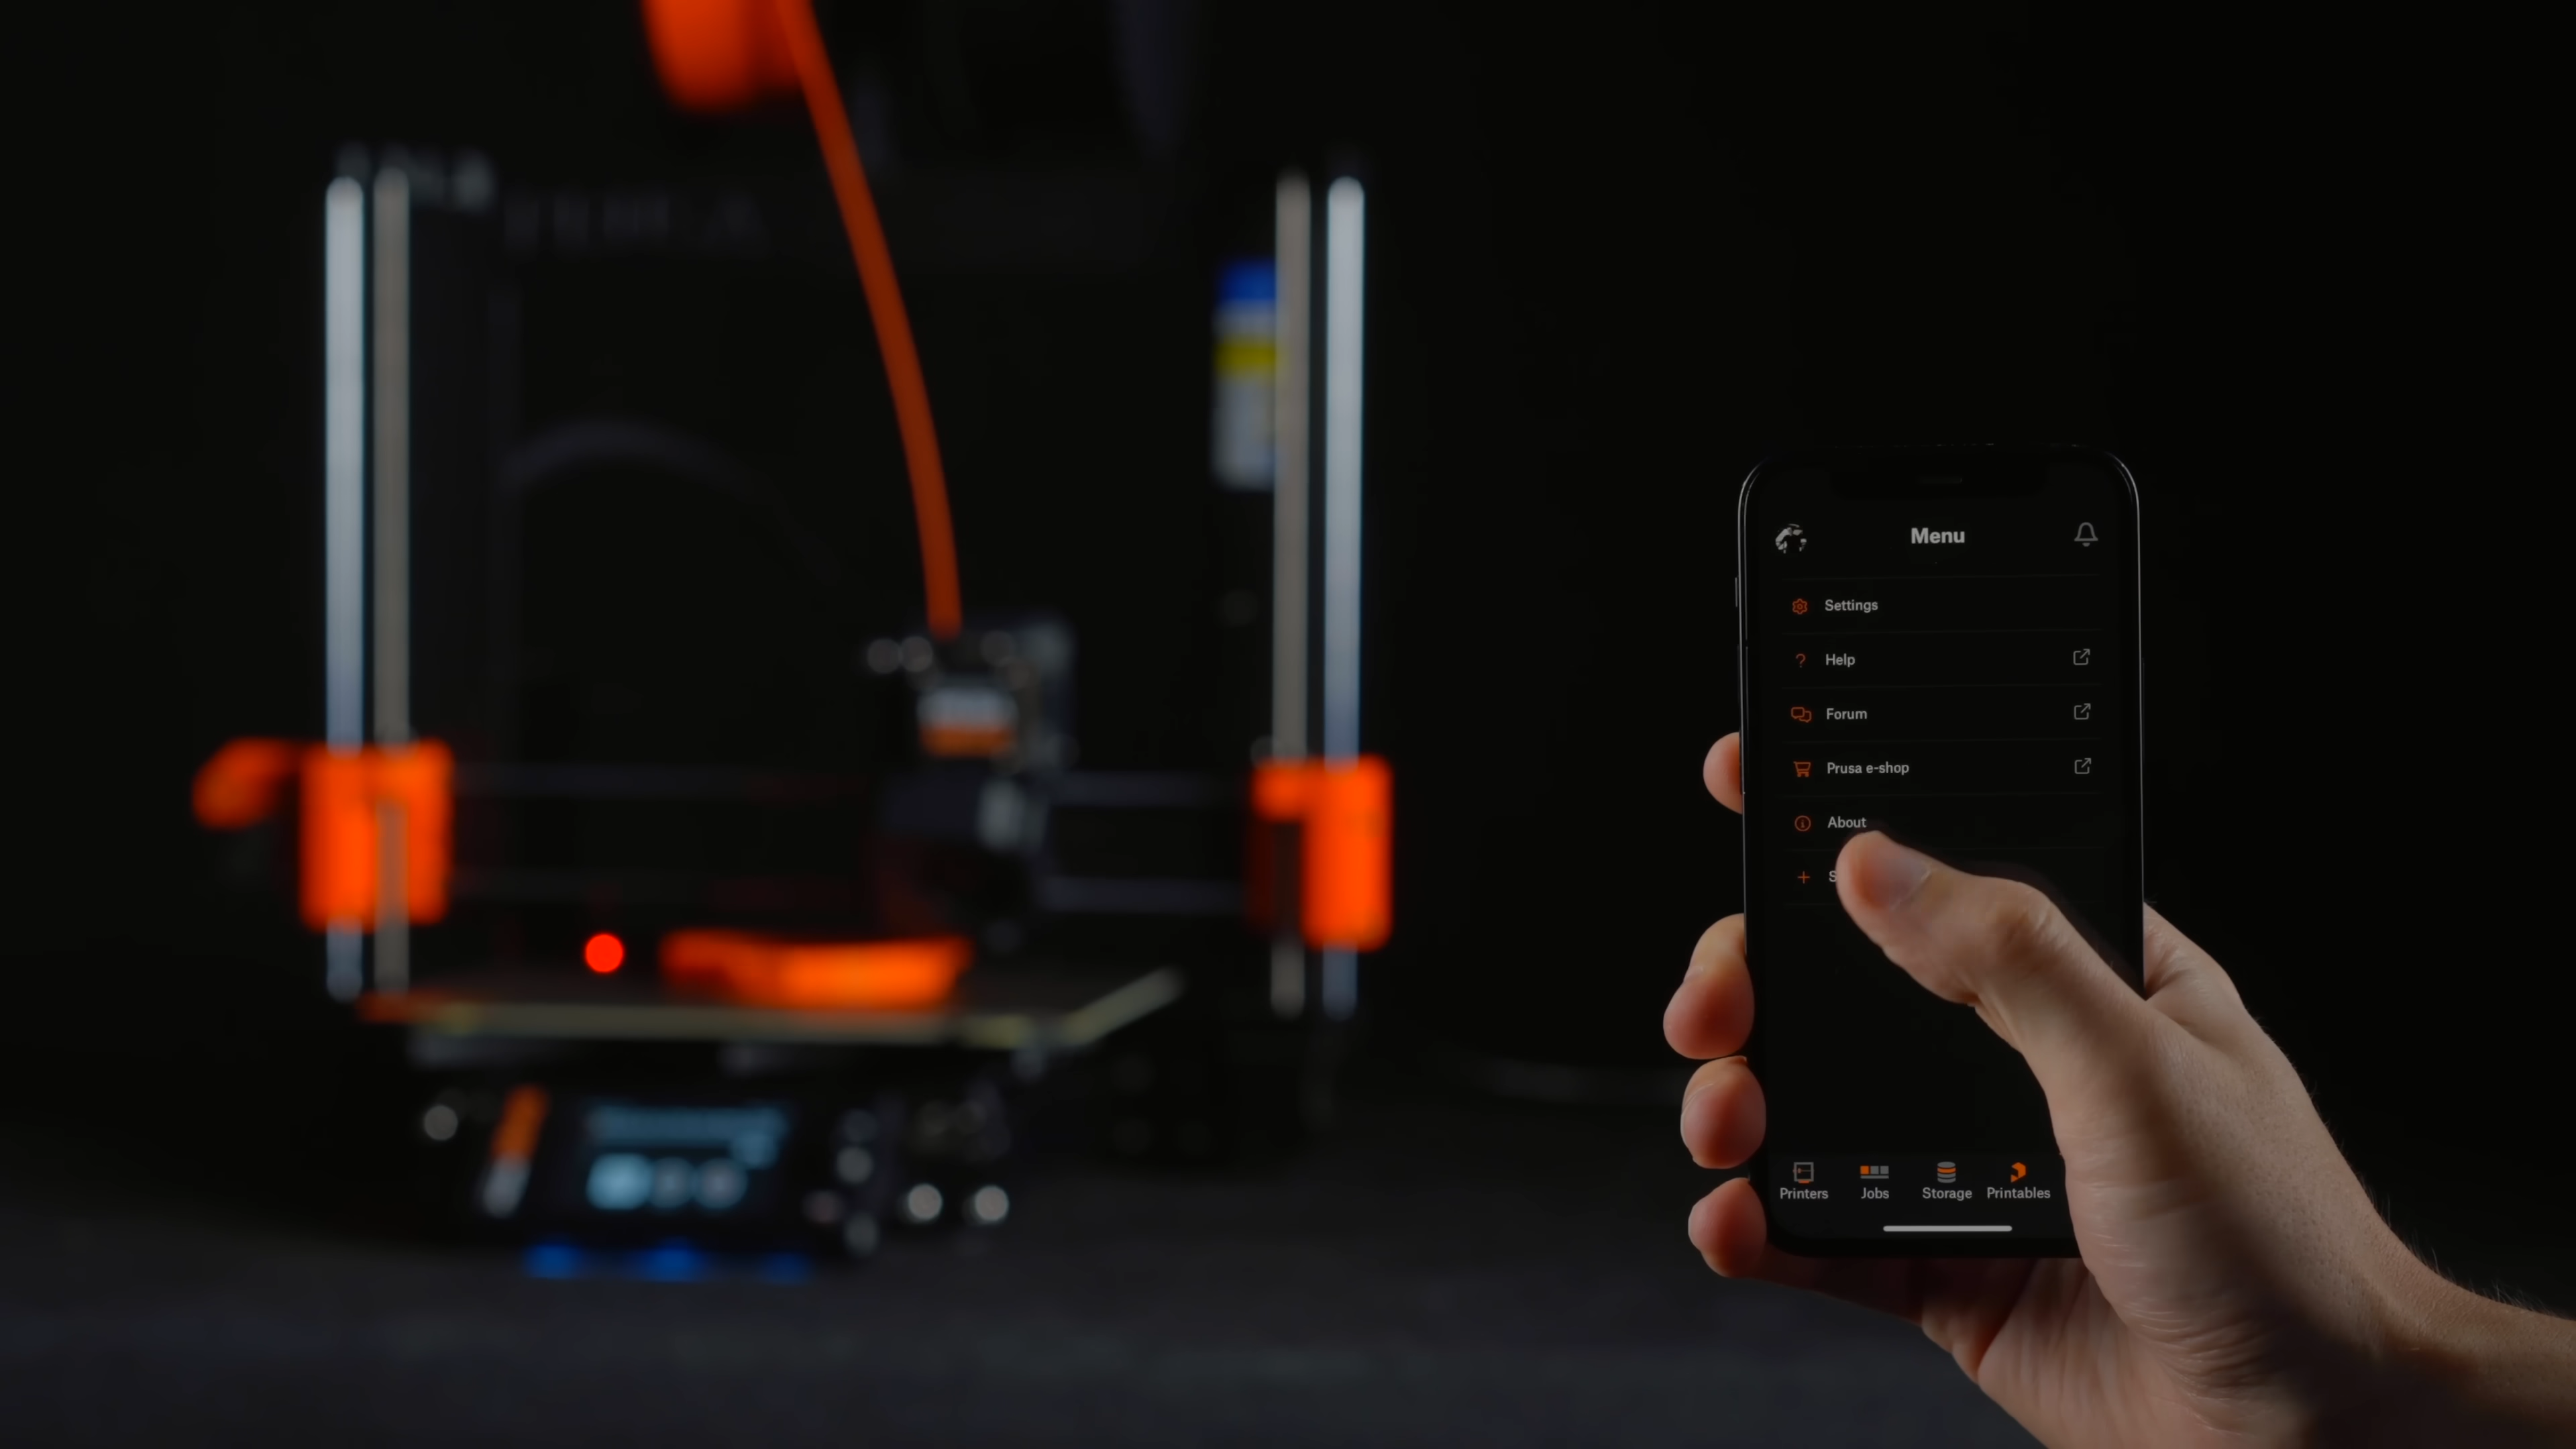 Menu
Settings
Help
Forum
Prusa e-shop
About
Printers
Jobs
Storage
Printables